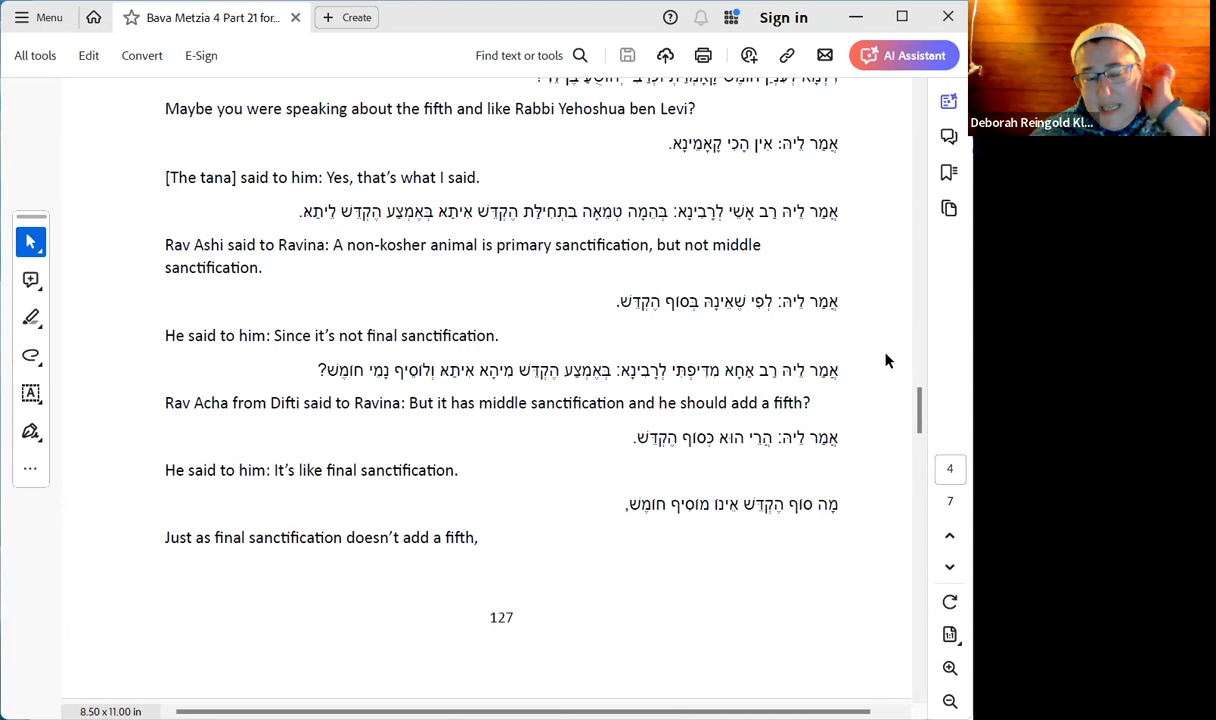 Menu
Bava Metzia 4 Part 21 for...
Create
Sign in
All tools
Edit
Convert
E-Sign
Find text or tools
AI Assistant
Deborah Reingold Kl...
Maybe you were speaking about the fifth and like Rabbi Yehoshua ben Levi?
אֲמַר לֵיהּ: אִין הָכִי קָאָמֵינָא.
[The tana] said to him: Yes, that's what I said.
אֲמַר לֵיהּ רַב אָשֵׁי לְרָבִינָא: בְּהֵמָה טְמֵאָה בִּתְחִילַּת הֶקְדֵּשׁ אִיתָא בְּאֶמְצַע הֶקְדֵּשׁ לֵיתָא.
Rav Ashi said to Ravina: A non-kosher animal is primary sanctification, but not middle
sanctification.
אֲמַר לֵיהּ: לְפִי שֶׁאֵינָהּ בְּסוֹף הֶקְדֵּשׁ.
He said to him: Since it's not final sanctification.
אֲמַר לֵיהּ רַב אַחָא מִדִּיפְתִּי לְרָבִינָא: בְּאֶמְצַע הֶקְדֵּשׁ מִיהָא אִיתָא וְלוֹסֵיף נָמֵי חוֹמֶשׁ?
Rav Acha from Difti said to Ravina: But it has middle sanctification and he should add a fifth?
אֲמַר לֵיהּ: הֲרֵי הוּא כְּסוֹף הֶקְדֵּשׁ.
He said to him: It's like final sanctification.
מָה סוֹף הֶקְדֵּשׁ אֵינוֹ מוֹסִיף חוֹמֶשׁ,
Just as final sanctification doesn't add a fifth,
127
4
7
8.50 x 11.00 in